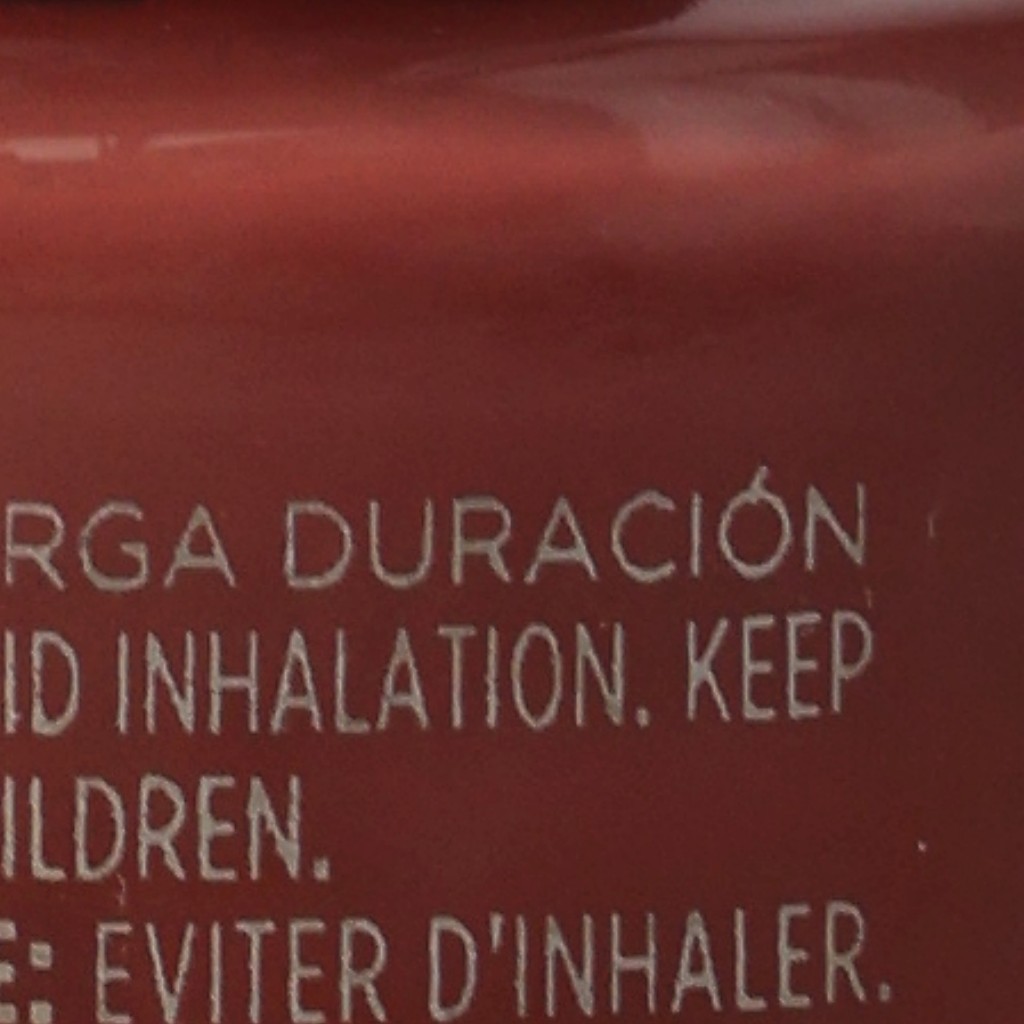 RGA DURACIÓN
ID INHALATION. KEEP
ILDREN.
E: EVITER D'INHALER.